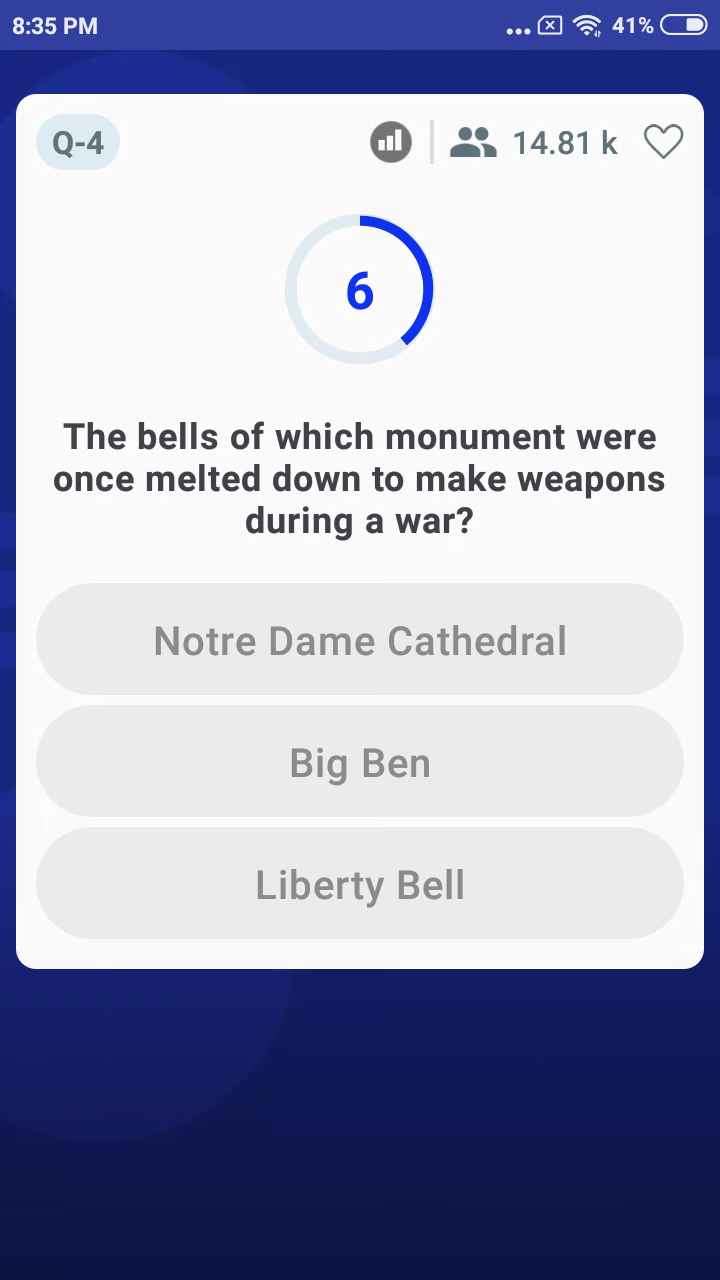 8:35 PM
41%
Q-4
14.81 k
6
The bells of which monument were
once melted down to make weapons
during a war?
Notre Dame Cathedral
Big Ben
Liberty Bell